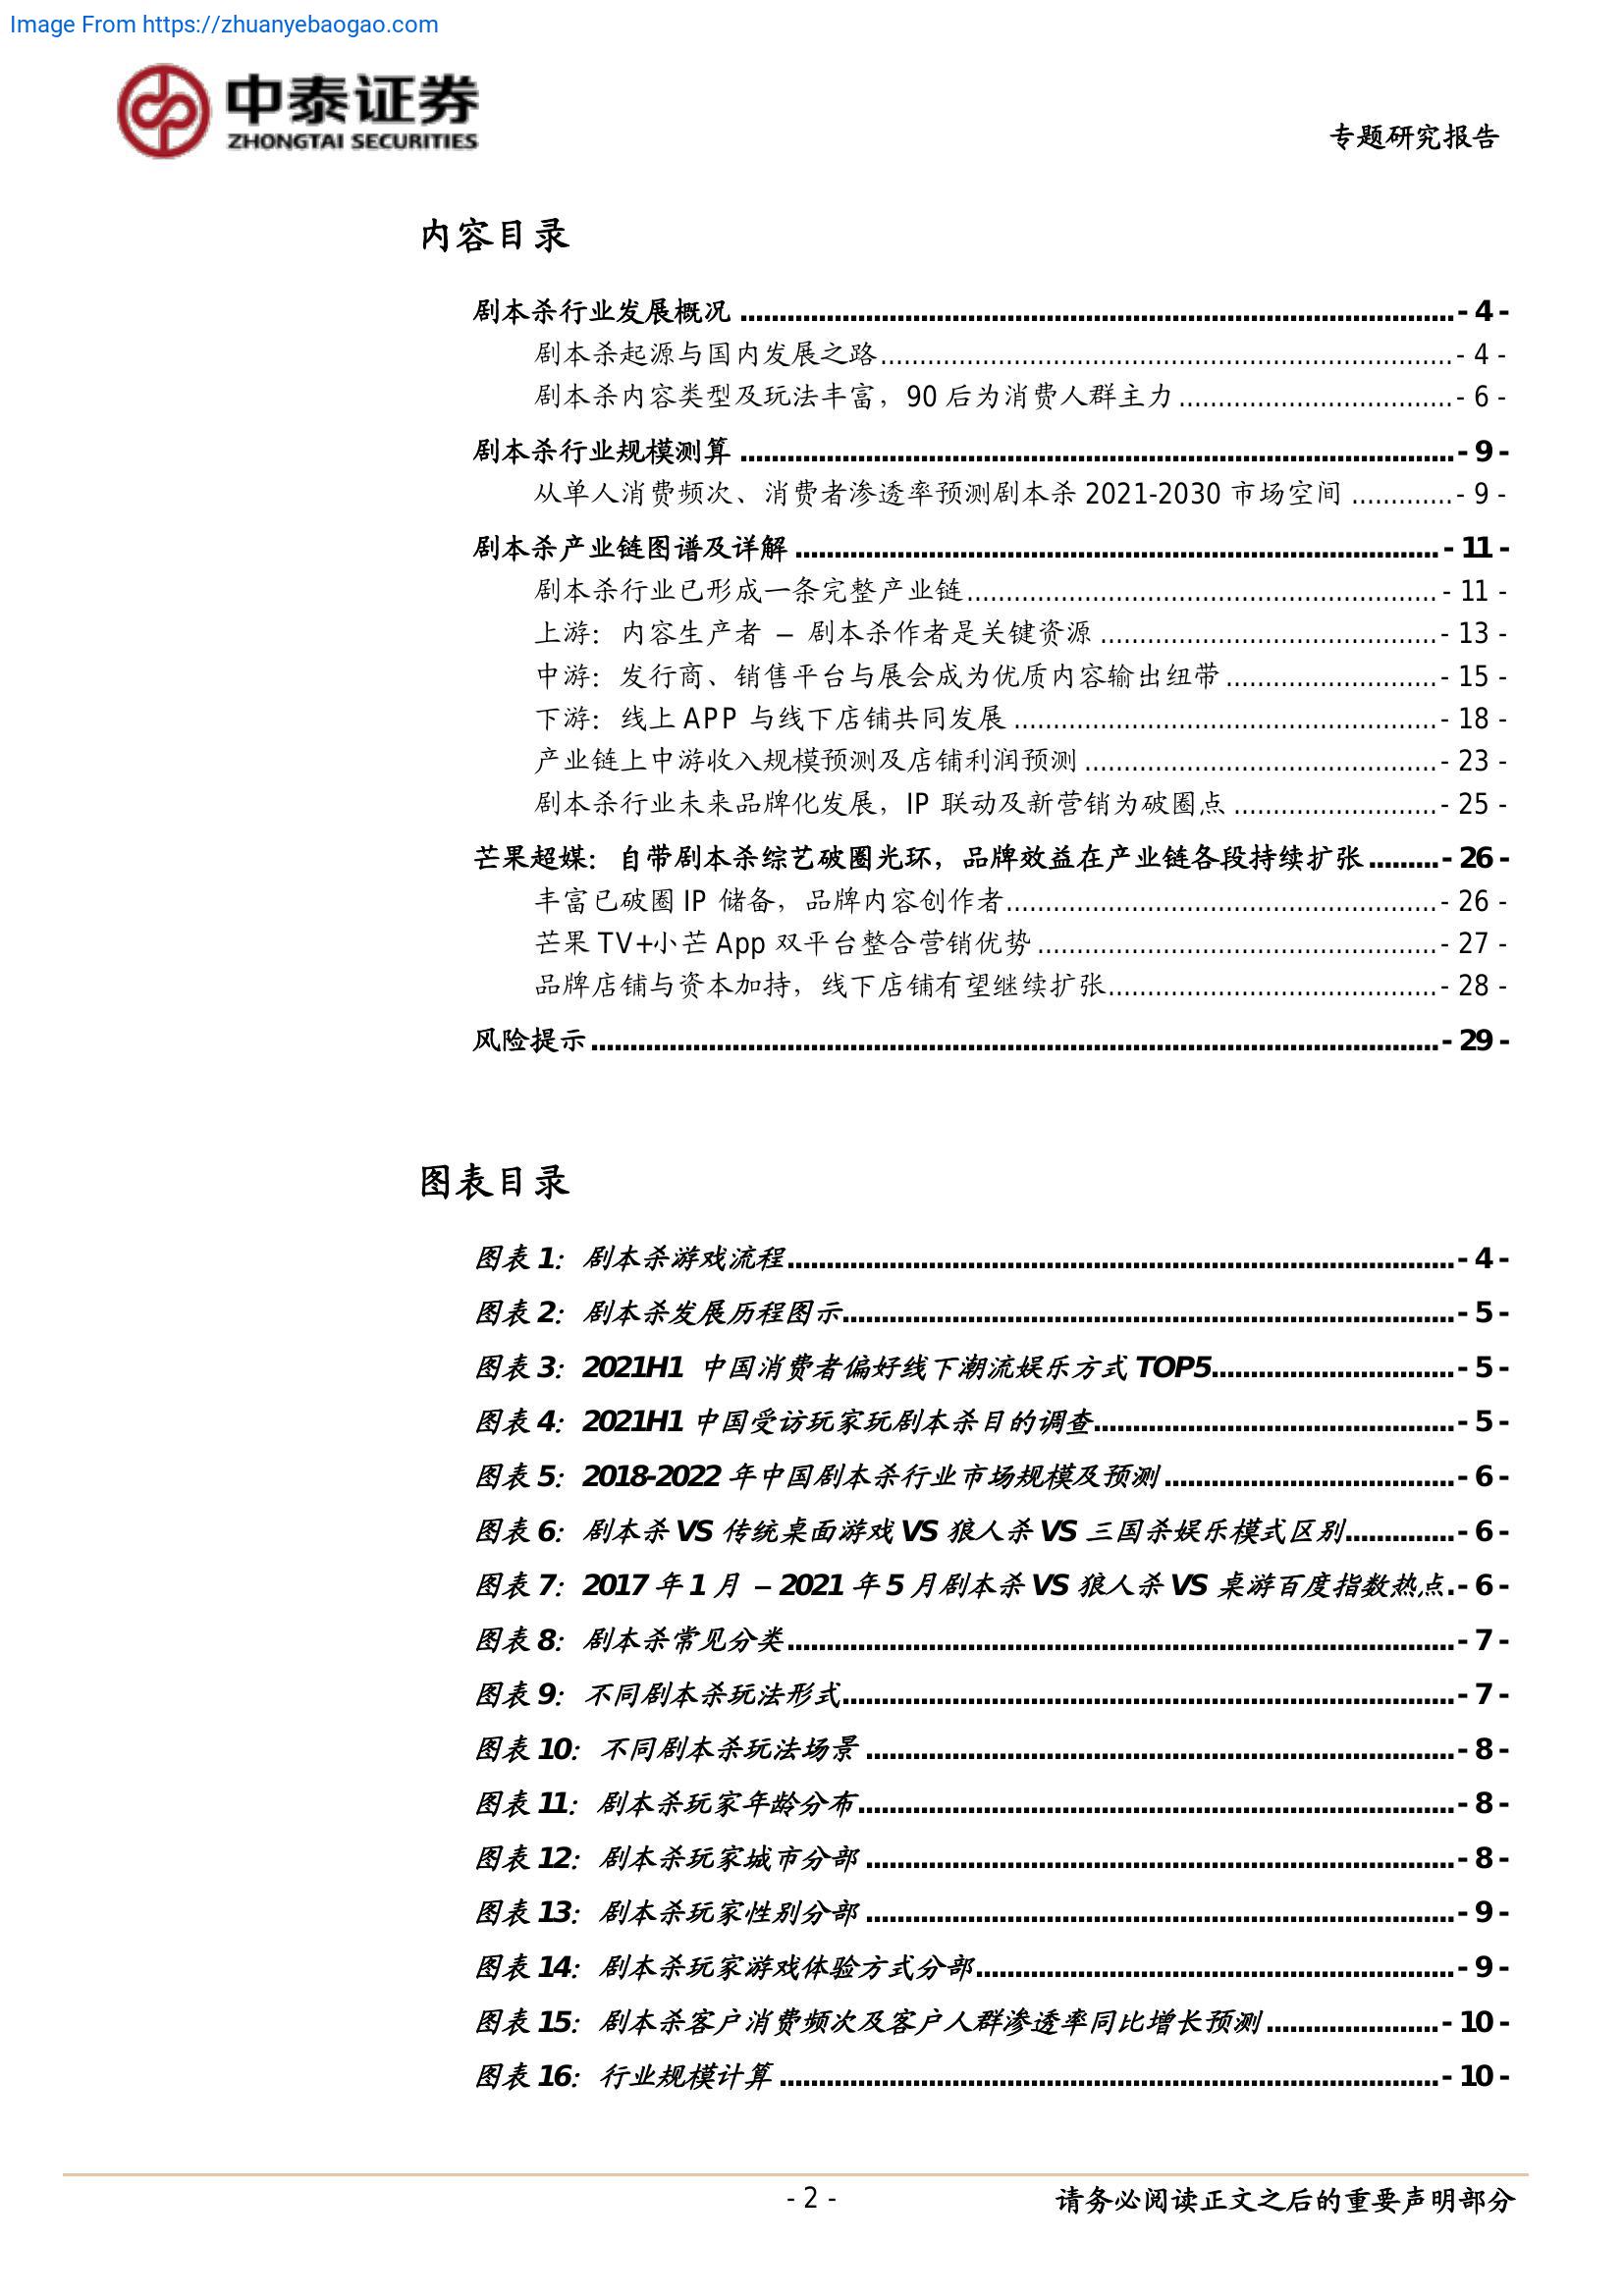 Image From https://zhuanyebaogao.com
中泰证券
ZHONGTAI SECURITIES
专题研究报告
内容目录
剧本杀行业发展概况 ........................................................................................... - 4 -
剧本杀起源与国内发展之路......................................................................... - 4 -
剧本杀内容类型及玩法丰富，90 后为消费人群主力 ................................... - 6 -
剧本杀行业规模测算 ........................................................................................... - 9 -
从单人消费频次、消费者渗透率预测剧本杀 2021-2030 市场空间 ............. - 9 -
剧本杀产业链图谱及详解 .................................................................................. - 11 -
剧本杀行业已形成一条完整产业链............................................................ - 11 -
上游：内容生产者 – 剧本杀作者是关键资源 ........................................... - 13 -
中游：发行商、销售平台与展会成为优质内容输出纽带........................... - 15 -
下游：线上 APP 与线下店铺共同发展 ...................................................... - 18 -
产业链上中游收入规模预测及店铺利润预测 ............................................. - 23 -
剧本杀行业未来品牌化发展，IP 联动及新营销为破圈点 .......................... - 25 -
芒果超媒：自带剧本杀综艺破圈光环，品牌效益在产业链各段持续扩张......... - 26 -
丰富已破圈 IP 储备，品牌内容创作者....................................................... - 26 -
芒果 TV+小芒 App 双平台整合营销优势 ................................................... - 27 -
品牌店铺与资本加持，线下店铺有望继续扩张.......................................... - 28 -
风险提示 ............................................................................................................ - 29 -
图表目录
图表 1：剧本杀游戏流程..................................................................................... - 4 -
图表 2：剧本杀发展历程图示.............................................................................. - 5 -
图表 3：2021H1 中国消费者偏好线下潮流娱乐方式 TOP5............................... - 5 -
图表 4：2021H1 中国受访玩家玩剧本杀目的调查.............................................. - 5 -
图表 5：2018-2022 年中国剧本杀行业市场规模及预测 ..................................... - 6 -
图表 6：剧本杀 VS 传统桌面游戏 VS 狼人杀 VS 三国杀娱乐模式区别.............. - 6 -
图表 7：2017 年 1 月 – 2021 年 5 月剧本杀 VS 狼人杀 VS 桌游百度指数热点. - 6 -
图表 8：剧本杀常见分类..................................................................................... - 7 -
图表 9：不同剧本杀玩法形式.............................................................................. - 7 -
图表 10：不同剧本杀玩法场景 ........................................................................... - 8 -
图表 11：剧本杀玩家年龄分布............................................................................ - 8 -
图表 12：剧本杀玩家城市分部 ........................................................................... - 8 -
图表 13：剧本杀玩家性别分部 ........................................................................... - 9 -
图表 14：剧本杀玩家游戏体验方式分部............................................................. - 9 -
图表 15：剧本杀客户消费频次及客户人群渗透率同比增长预测 ...................... - 10 -
图表 16：行业规模计算 .................................................................................... - 10 -
- 2 -
请务必阅读正文之后的重要声明部分